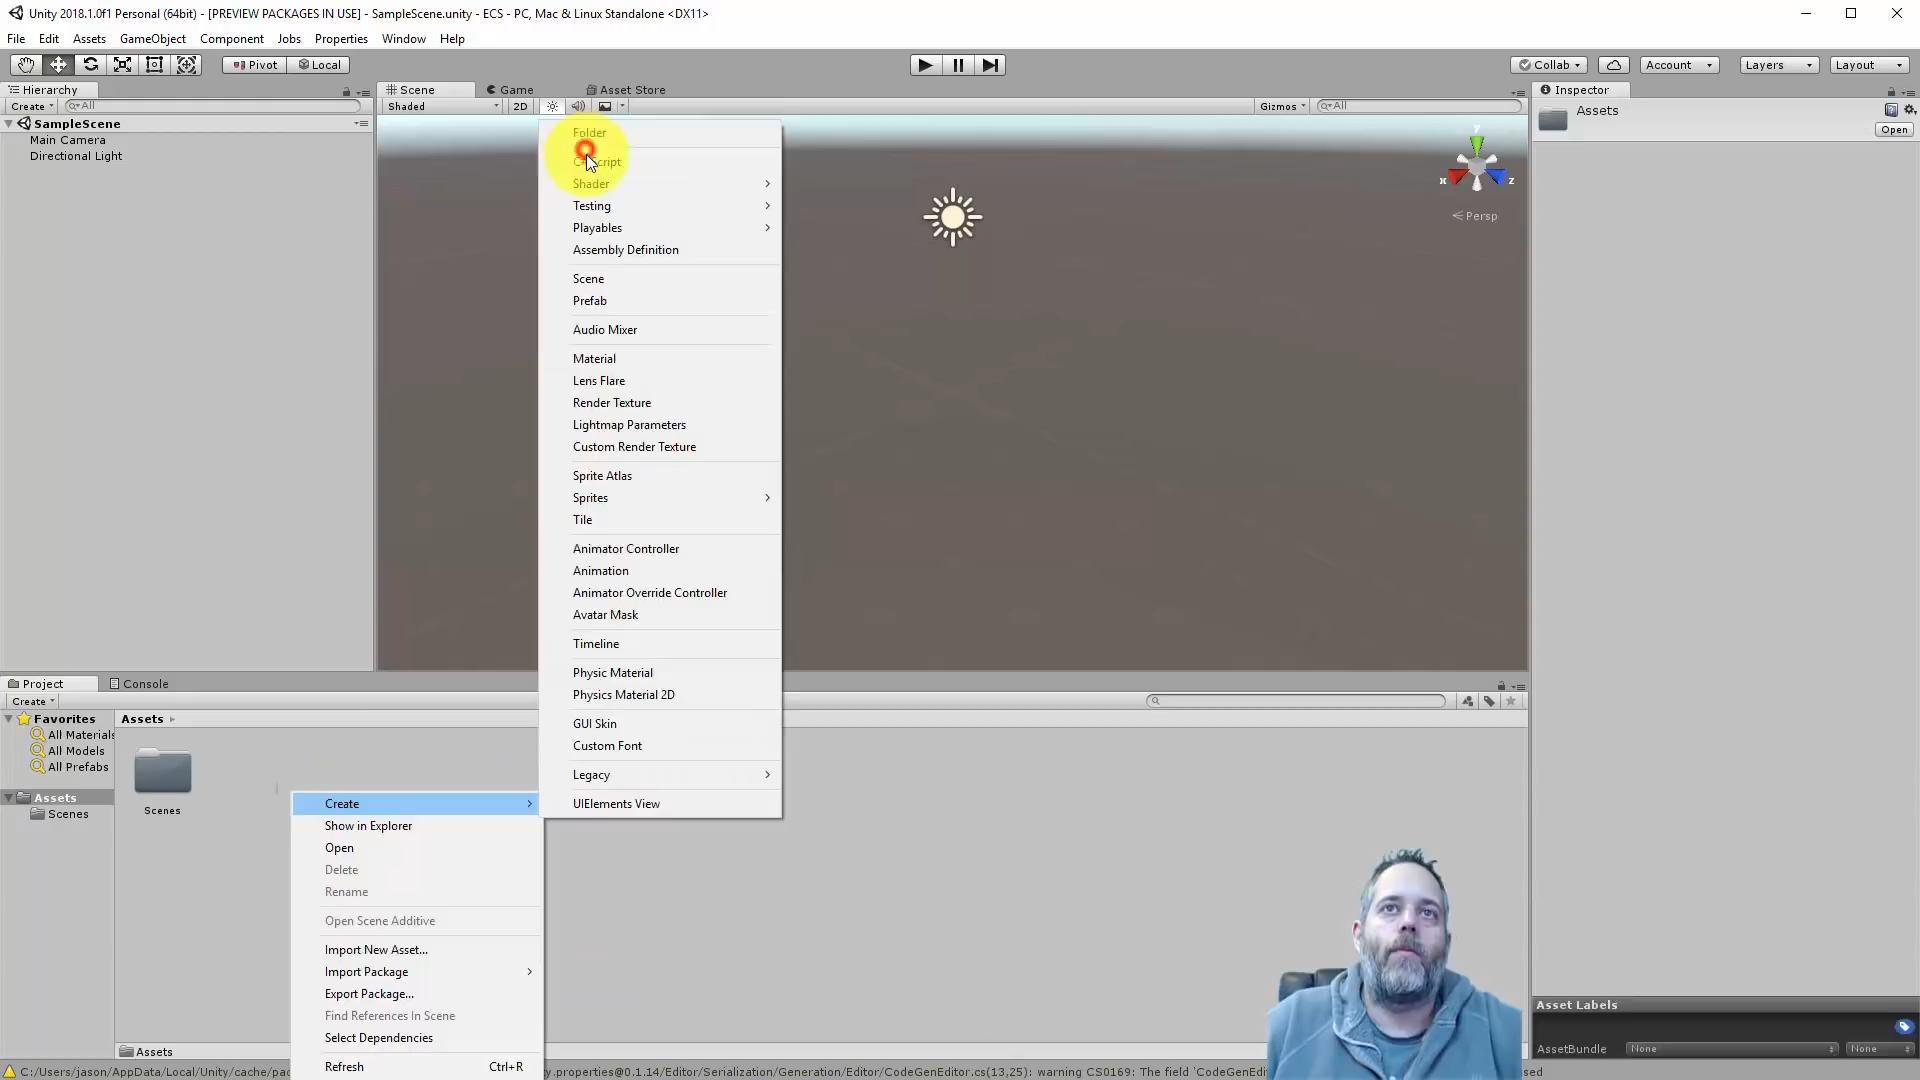 Unity 2018.1.0f1 Personal (64bit) - [PREVIEW PACKAGES IN USE] - SampleScene.unity - ECS - PC, Mac & Linux Standalone <DX11>
File Edit Assets GameObject Component Jobs Properties Window Help
Pivot Local Collab Account Layers Layout
Hierarchy
Create All
SampleScene
Main Camera
Directional Light
Scene Game Asset Store
Shaded 2D Gizmos All
Persp
x y z
Inspector
Assets
Open
Folder
C# Script
Shader
Testing
Playables
Assembly Definition
Scene
Prefab
Audio Mixer
Material
Lens Flare
Render Texture
Lightmap Parameters
Custom Render Texture
Sprite Atlas
Sprites
Tile
Animator Controller
Animation
Animator Override Controller
Avatar Mask
Timeline
Physic Material
Physics Material 2D
GUI Skin
Custom Font
Legacy
UIElements View
Project Console
Create
Favorites
All Materials
All Models
All Prefabs
Assets
Scenes
Assets
Scenes
Create
Show in Explorer
Open
Delete
Rename
Open Scene Additive
Import New Asset...
Import Package
Export Package...
Find References In Scene
Select Dependencies
Refresh Ctrl+R
Assets
Asset Labels
AssetBundle None None
C:/Users/jason/AppData/Local/Unity/cache/pac y.properties@0.1.14/Editor/Serialization/Generation/Editor/CodeGenEditor.cs(13,25): warning CS0169: The field 'CodeGenEdi sed